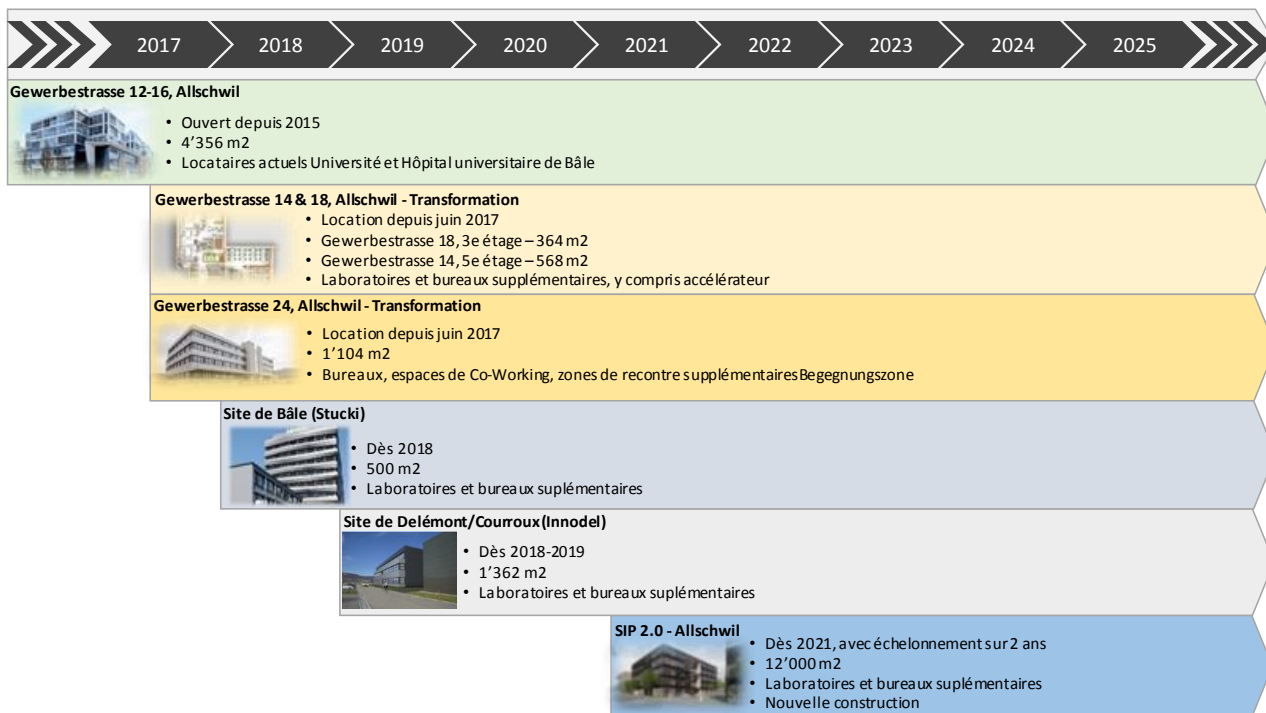 2017 2018 2019 2020 2021 2022 2023 2024 2025
Gewerbestrasse 12-16, Allschwil
• Ouvert depuis 2015
• 4’356 m2
• Locataires actuels Université et Hôpital universitaire de Bâle
Gewerbestrasse 14 & 18, Allschwil - Transformation
• Location depuis juin 2017
• Gewerbestrasse 18, 3e étage – 364 m2
• Gewerbestrasse 14, 5e étage – 568 m2
• Laboratoires et bureaux supplémentaires, y compris accélérateur
Gewerbestrasse 24, Allschwil - Transformation
• Location depuis juin 2017
• 1’104 m2
• Bureaux, espaces de Co-Working, zones de recontre supplémentairesBegegnungszone
Site de Bâle (Stucki)
• Dès 2018
• 500 m2
• Laboratoires et bureaux suplémentaires
Site de Delémont/Courroux (Innodel)
• Dès 2018-2019
• 1’362 m2
• Laboratoires et bureaux suplémentaires
SIP 2.0 - Allschwil
• Dès 2021, avec échelonnement sur 2 ans
• 12’000 m2
• Laboratoires et bureaux suplémentaires
• Nouvelle construction